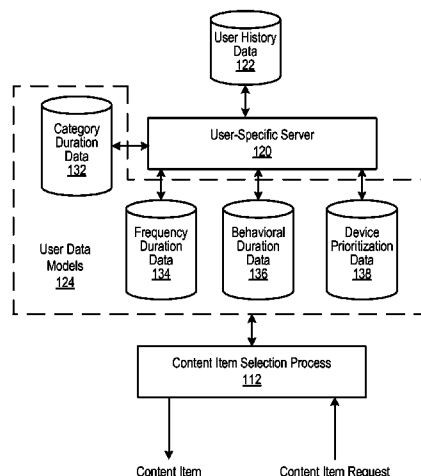 User History
Data
122
Category
Duration
Data
132
User-Specific Server
120
Frequency
Duration
Data
134
Behavioral
Duration
Data
136
Device
Prioritization
Data
138
User Data
Models
124
Content Item Selection Process
112
Content Item
Content Item Request